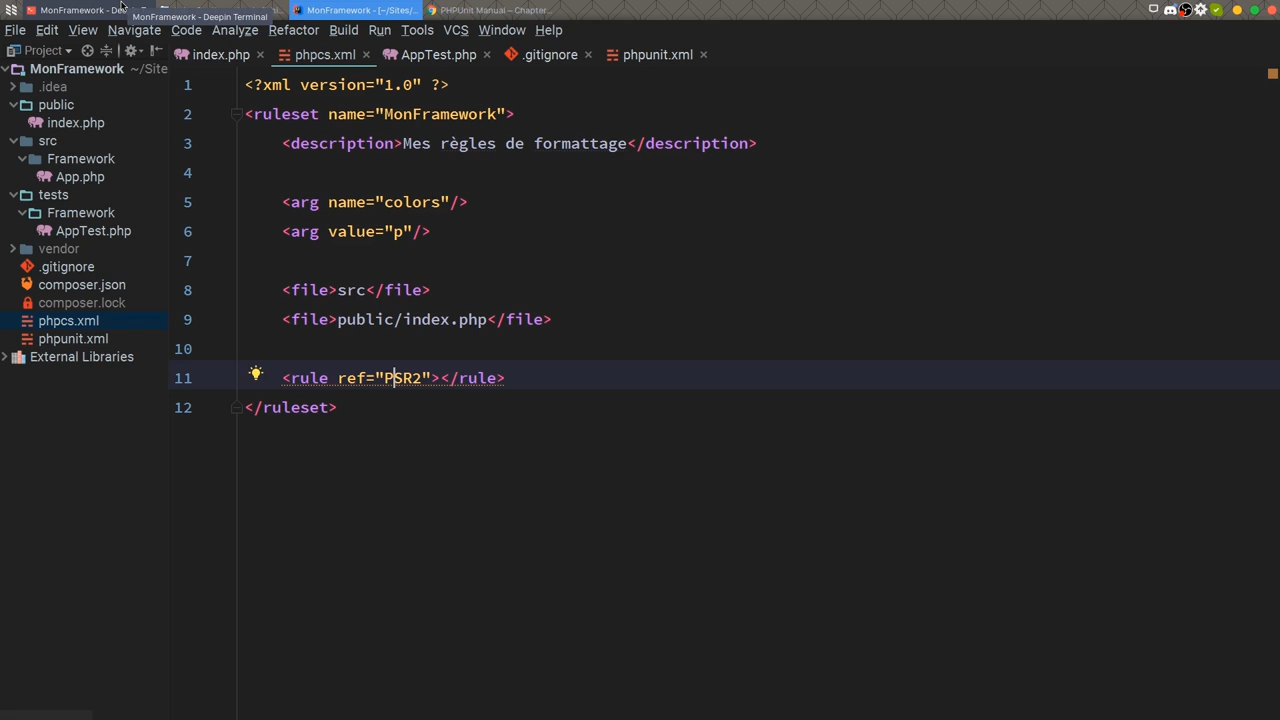 MonFramework - Dee
MonFramework - [~/Sites/...
PHPUnit Manual – Chapter...
MonFramework - Deepin Terminal
File Edit View Navigate Code Analyze Refactor Build Run Tools VCS Window Help
Project
index.php
phpcs.xml
AppTest.php
.gitignore
phpunit.xml
MonFramework ~/Site
.idea
public
index.php
src
Framework
App.php
tests
Framework
AppTest.php
vendor
.gitignore
composer.json
composer.lock
phpcs.xml
phpunit.xml
External Libraries
1 <?xml version="1.0" ?>
2 <ruleset name="MonFramework">
3 <description>Mes règles de formattage</description>
4
5 <arg name="colors"/>
6 <arg value="p"/>
7
8 <file>src</file>
9 <file>public/index.php</file>
10
11 <rule ref="PSR2"></rule>
12 </ruleset>